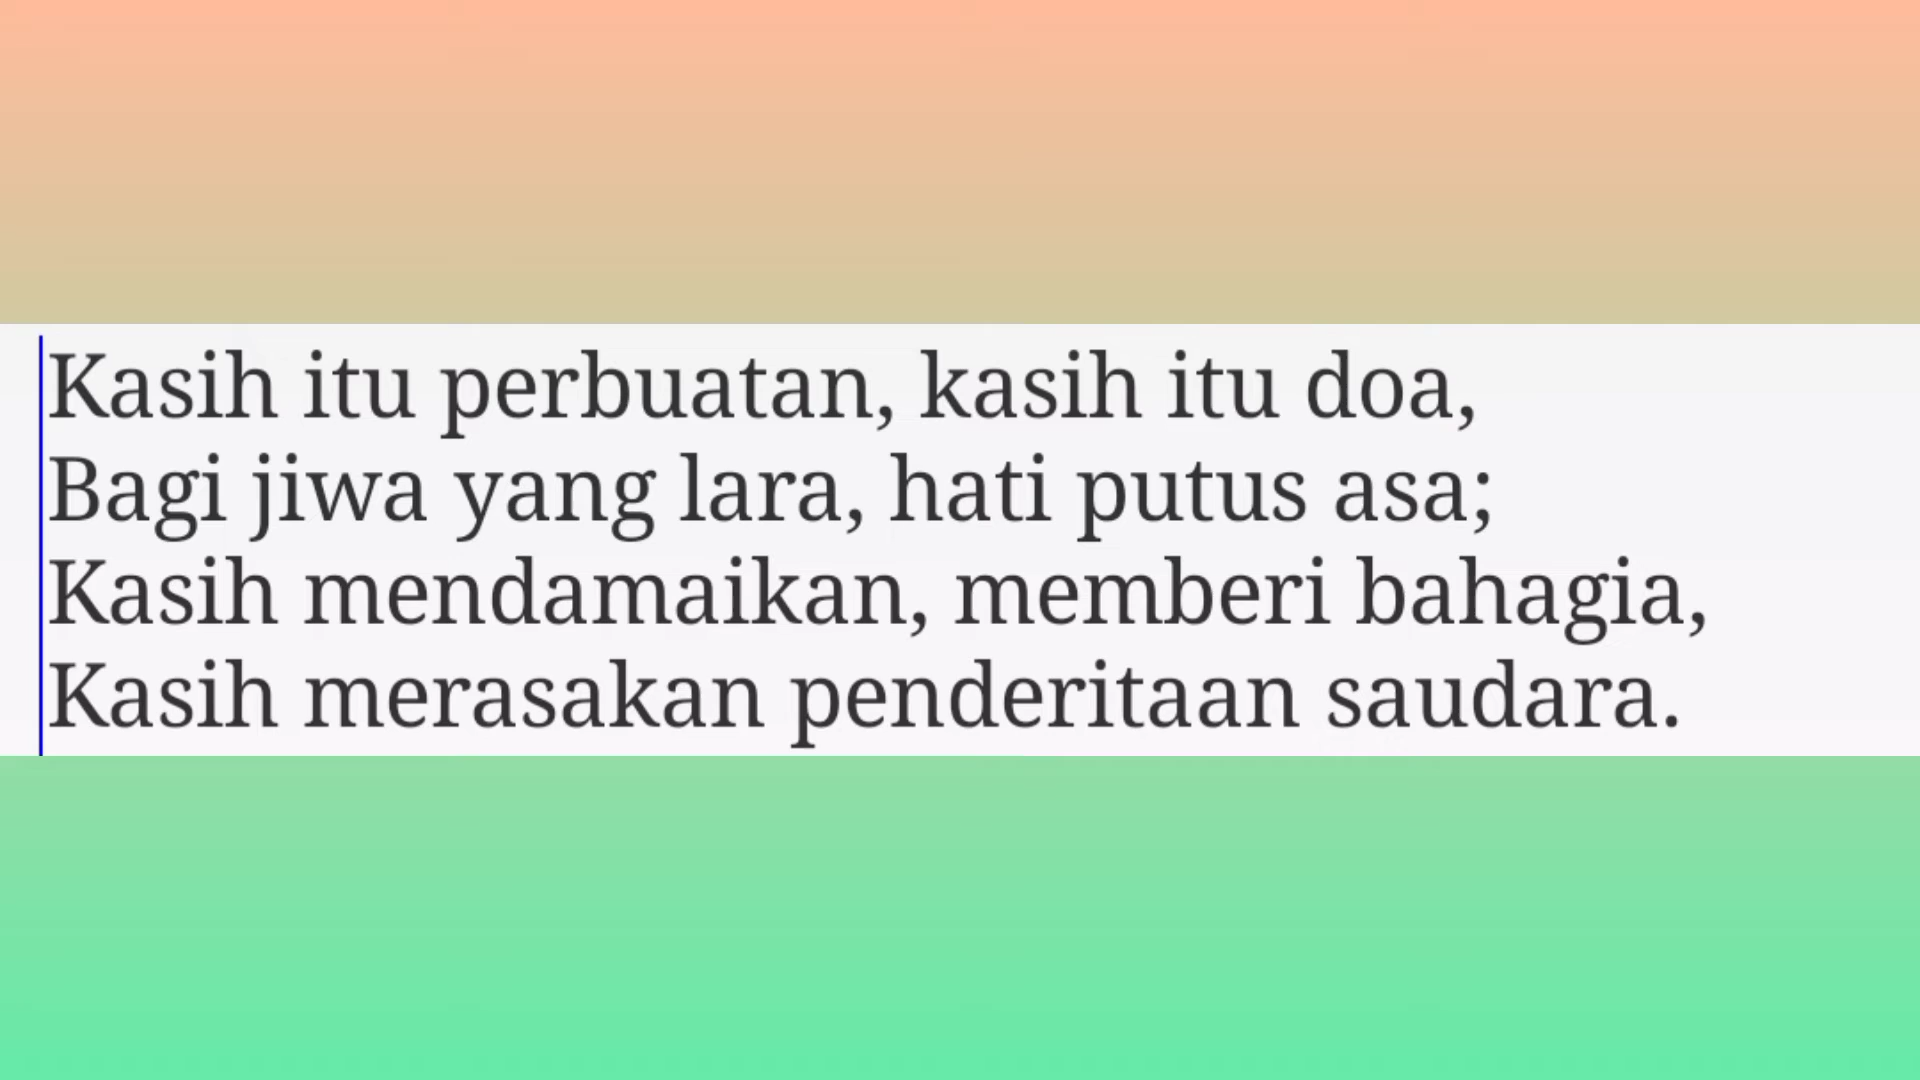 Kasih itu perbuatan, kasih itu doa,
Bagi jiwa yang lara, hati putus asa;
Kasih mendamaikan, memberi bahagia,
Kasih merasakan penderitaan saudara.